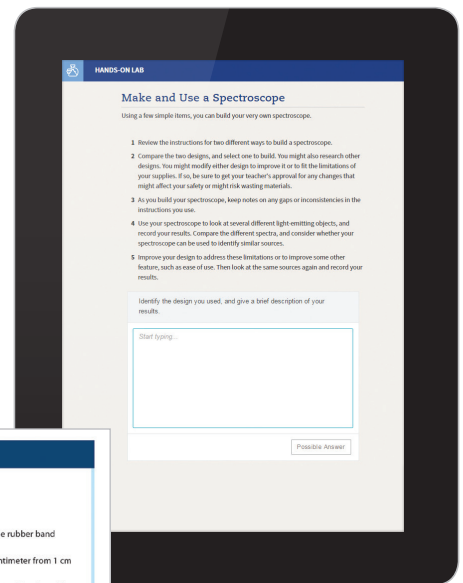 HANDS-ON LAB
Make and Use a Spectroscope
Using a few simple items, you can build your very own spectroscope.
1 Review the instructions for two different ways to build a spectroscope.
2 Compare the two designs, and select one to build. You might also research other
designs. You might modify either design to improve it or to fit the limitations of
your supplies. If so, be sure to get your teacher's approval for any changes that
might affect your safety or might risk wasting materials.
3 As you build your spectroscope, keep notes on any gaps or inconsistencies in the
instructions you use.
4 Use your spectroscope to look at several different light-emitting objects, and
record your results. Compare the different spectra, and consider whether your
spectroscope can be used to identify similar sources.
5 Improve your design to address these limitations or to improve some other
feature, such as ease of use. Then look at the same sources again and record your
results.
Identify the design you used, and give a brief description of your
results.
Start typing...
Possible Answer
e rubber band
ntimeter from 1 cm